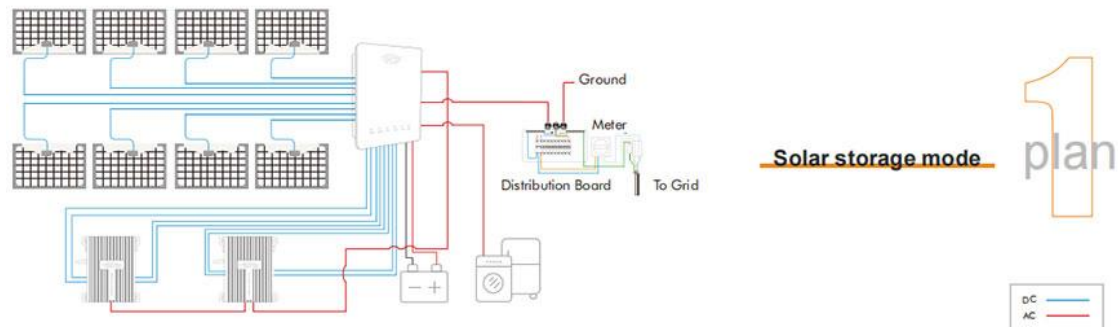 Ground
Meter
Distribution Board
To Grid
Solar storage mode
1
plan
DC
AC